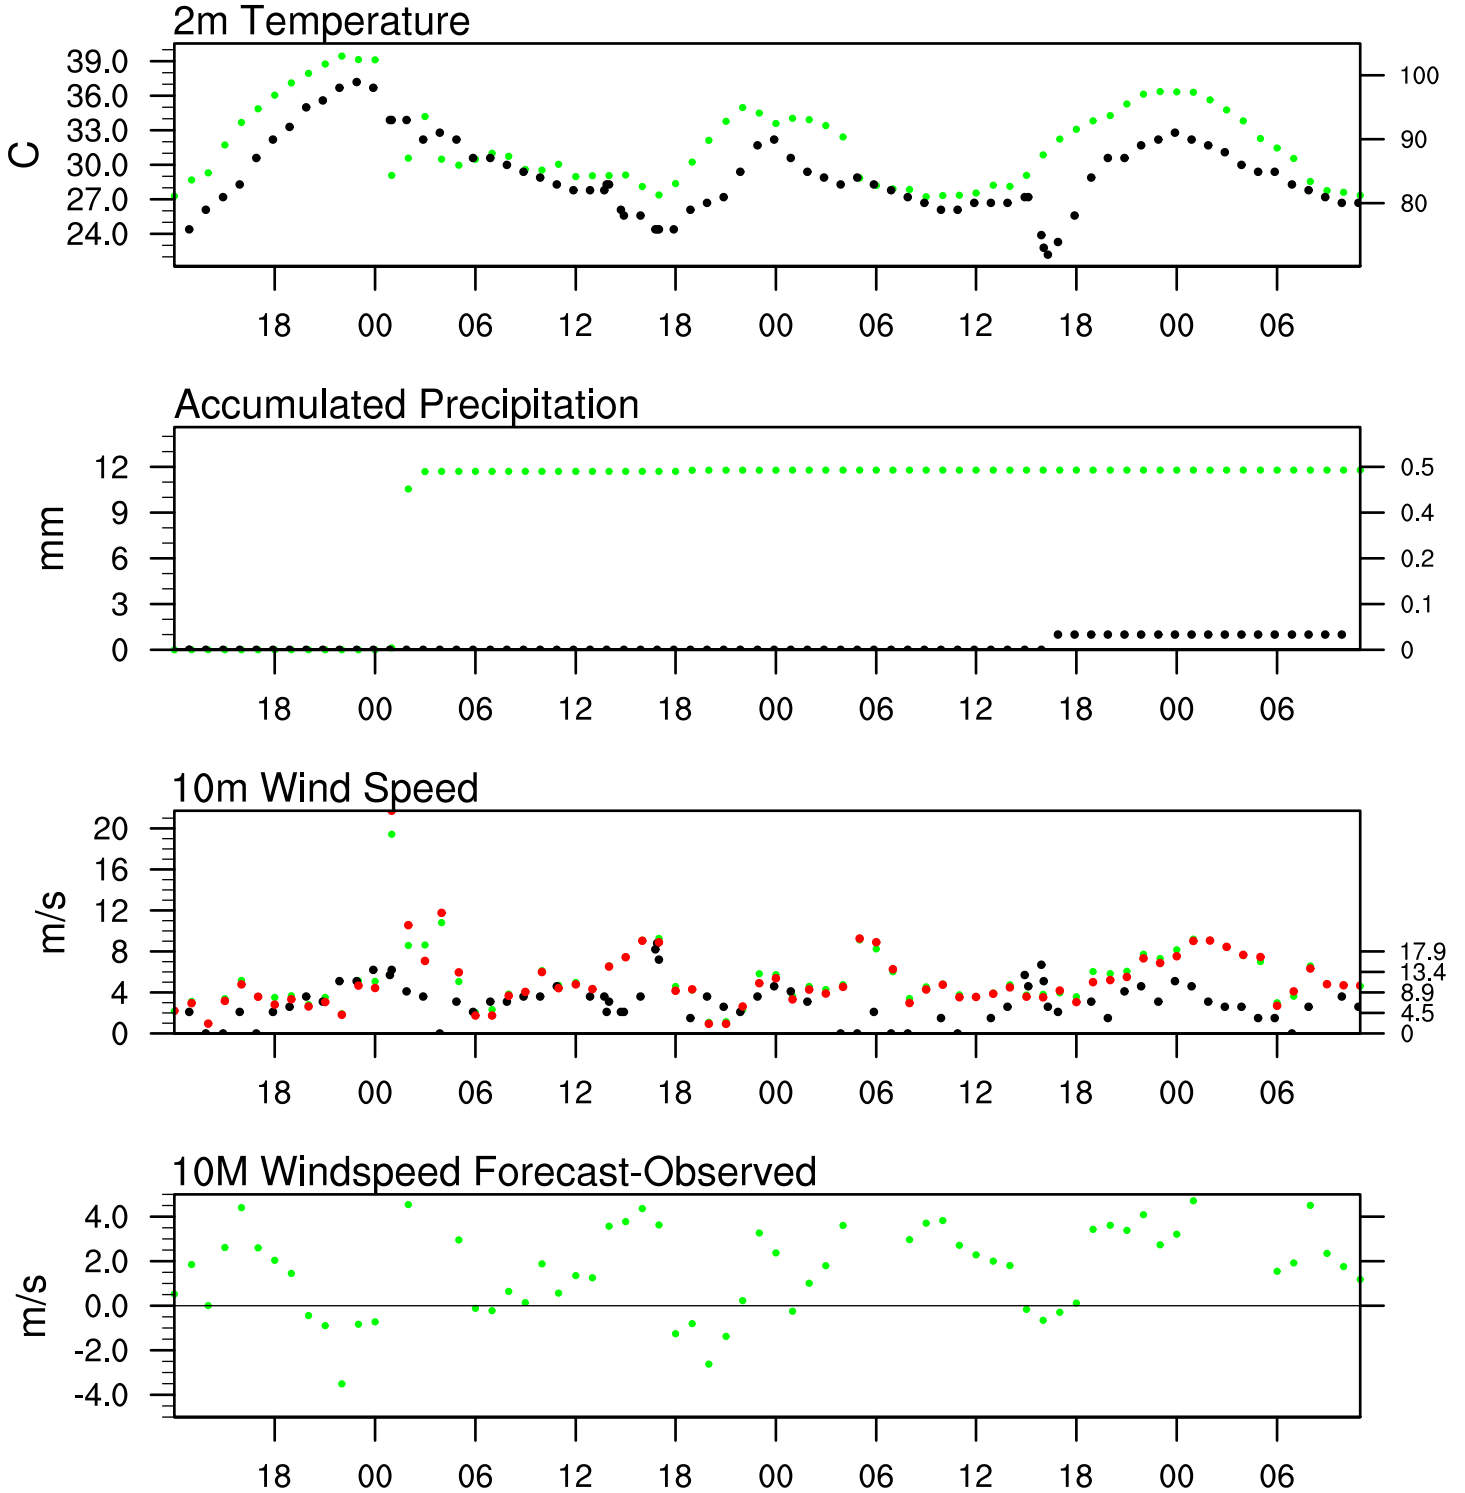 2m Temperature
39.0
36.0
33.0
30.0
27.0
24.0
C
100
90
80
18 00 06 12 18 00 06 12 18 00 06
Accumulated Precipitation
12
9
6
3
0
mm
0.5
0.4
0.2
0.1
0
18 00 06 12 18 00 06 12 18 00 06
10m Wind Speed
20
16
12
8
4
0
m/s
17.9
13.4
8.9
4.5
0
18 00 06 12 18 00 06 12 18 00 06
10M Windspeed Forecast-Observed
4.0
2.0
0.0
-2.0
-4.0
m/s
18 00 06 12 18 00 06 12 18 00 06